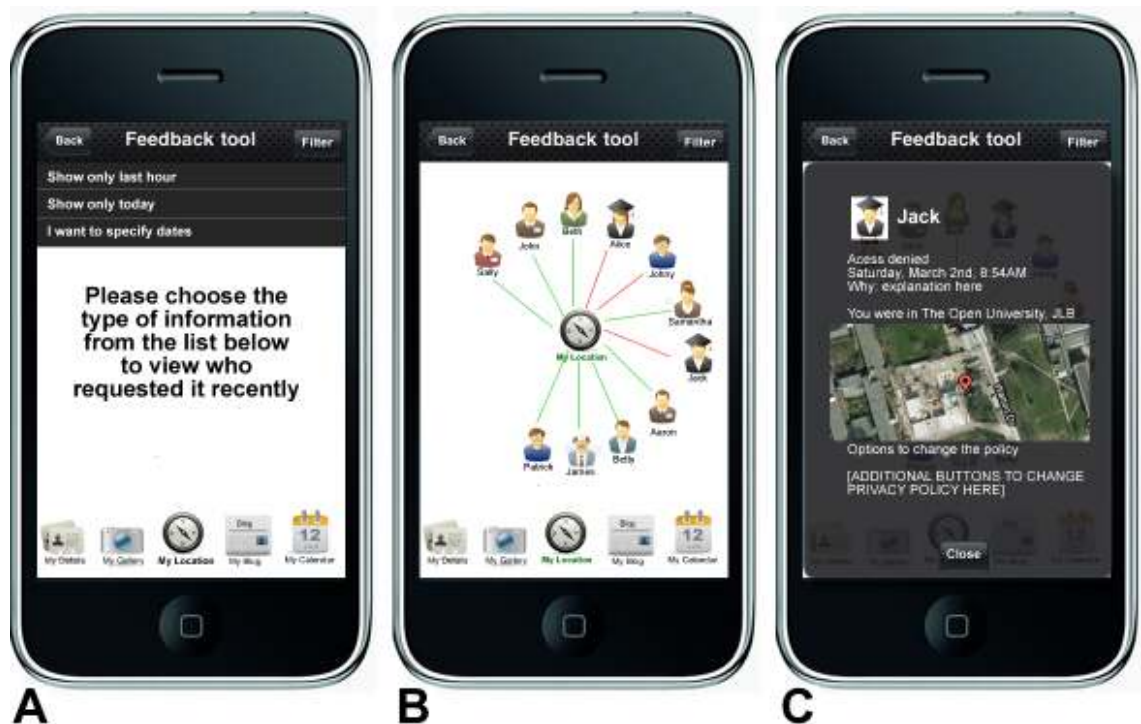 Back Feedback tool Filter
Show only last hour
Show only today
I want to specify dates
Please choose the
type of information
from the list below
to view who
requested it recently
My Details My Gallery My Location My Blog My Calendar
Blog
12
A
Back Feedback tool Filter
Beth
John
Alice
Sally
Johny
Samantha
My Location
Jack
Aaron
Betty
Patrick
James
Blog
12
My Details My Gallery My Location My Blog My Calendar
B
Back Feedback tool Filter
Jack
Acess denied
Saturday, March 2nd, 8:54AM
Why: explanation here
You were in The Open University, JLB
Options to change the policy
[ADDITIONAL BUTTONS TO CHANGE
PRIVACY POLICY HERE]
Close
C